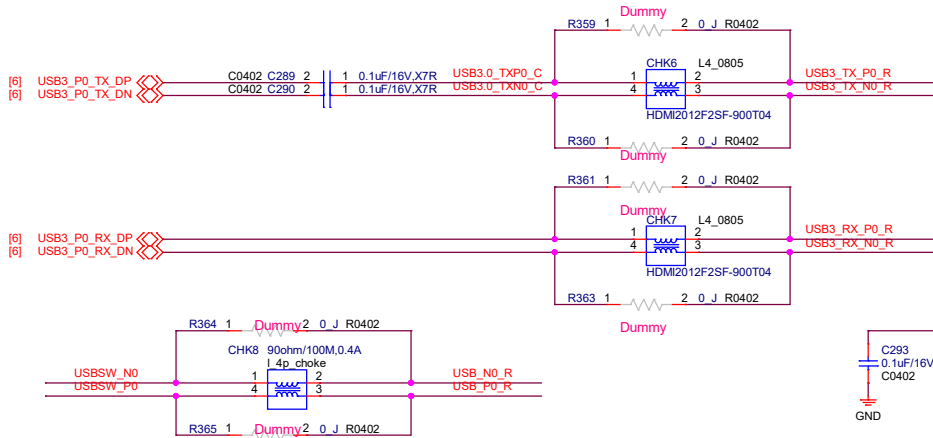 Dummy
R359 1 2 0_J R0402
CHK6 L4_0805
[6] USB3_P0_TX_DP C0402 C289 2 1 0.1uF/16V,X7R USB3.0_TXP0_C 1 2 USB3_TX_P0_R
[6] USB3_P0_TX_DN C0402 C290 2 1 0.1uF/16V,X7R USB3.0_TXN0_C 4 3 USB3_TX_N0_R
HDMI2012F2SF-900T04
R360 1 2 0_J R0402
Dummy
R361 1 2 0_J R0402
Dummy
CHK7 L4_0805
[6] USB3_P0_RX_DP 1 2 USB3_RX_P0_R
[6] USB3_P0_RX_DN 4 3 USB3_RX_N0_R
HDMI2012F2SF-900T04
R363 1 2 0_J R0402
Dummy
R364 1 Dummy 2 0_J R0402
CHK8 90ohm/100M,0.4A
l_4p_choke
USBSW_N0 1 2 USB_N0_R
USBSW_P0 4 3 USB_P0_R
R365 1 Dummy 2 0_J R0402
C293
0.1uF/16V
C0402
GND